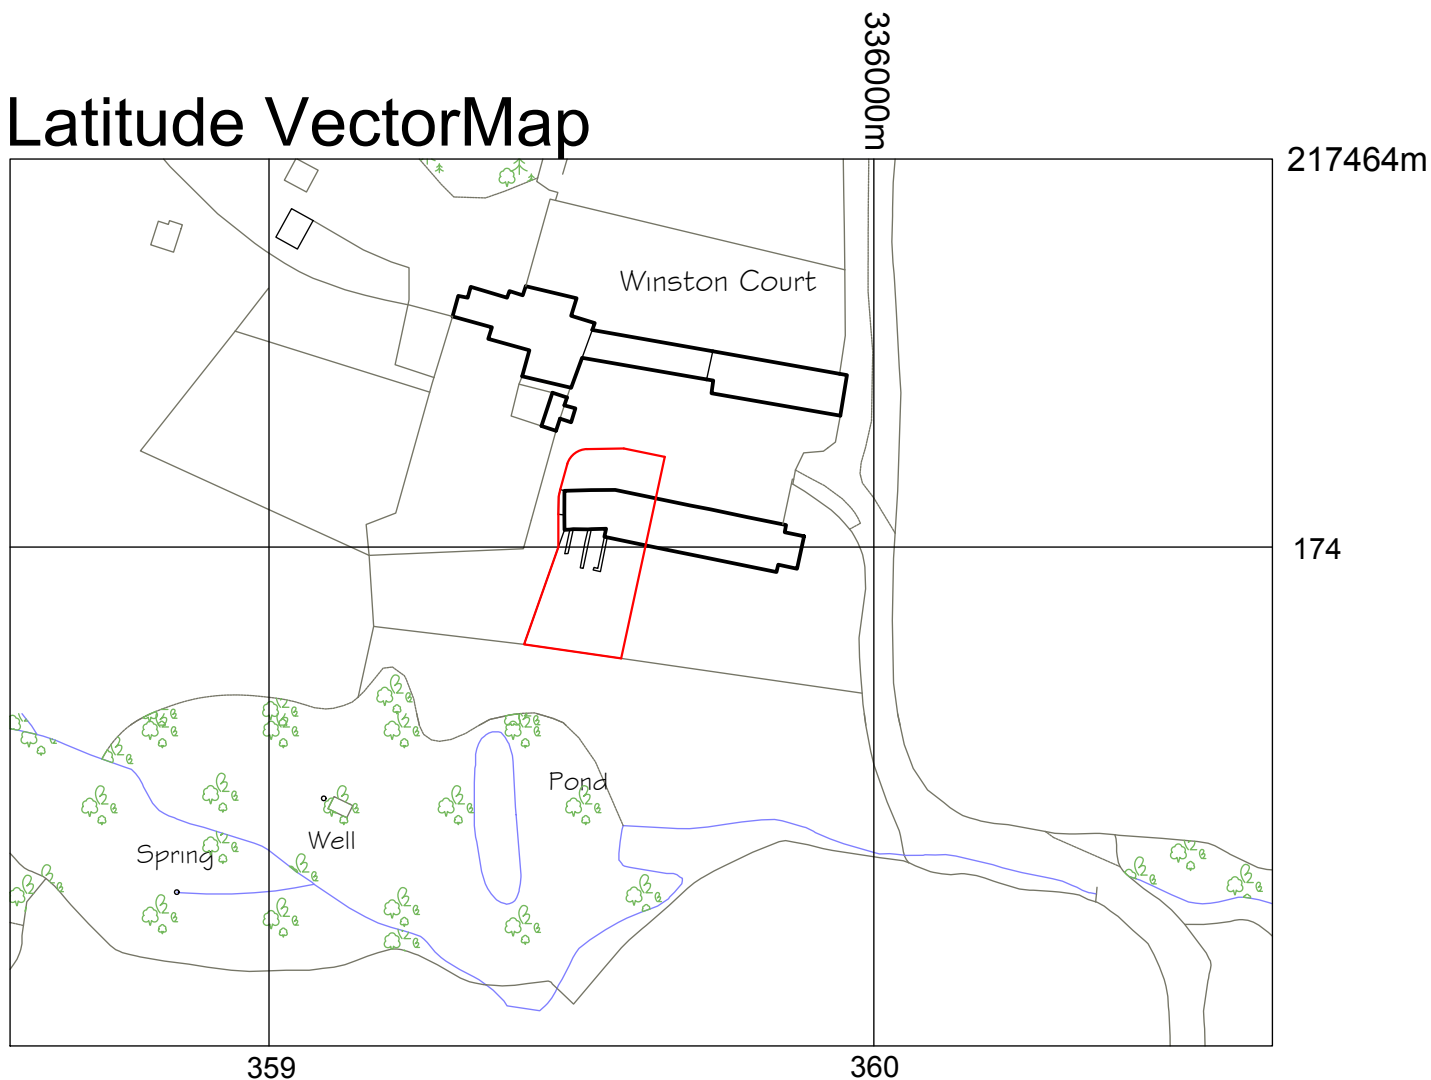 336000m
Latitude VectorMap
217464m
Winston Court
174
Pond
Well
Spring
359
360